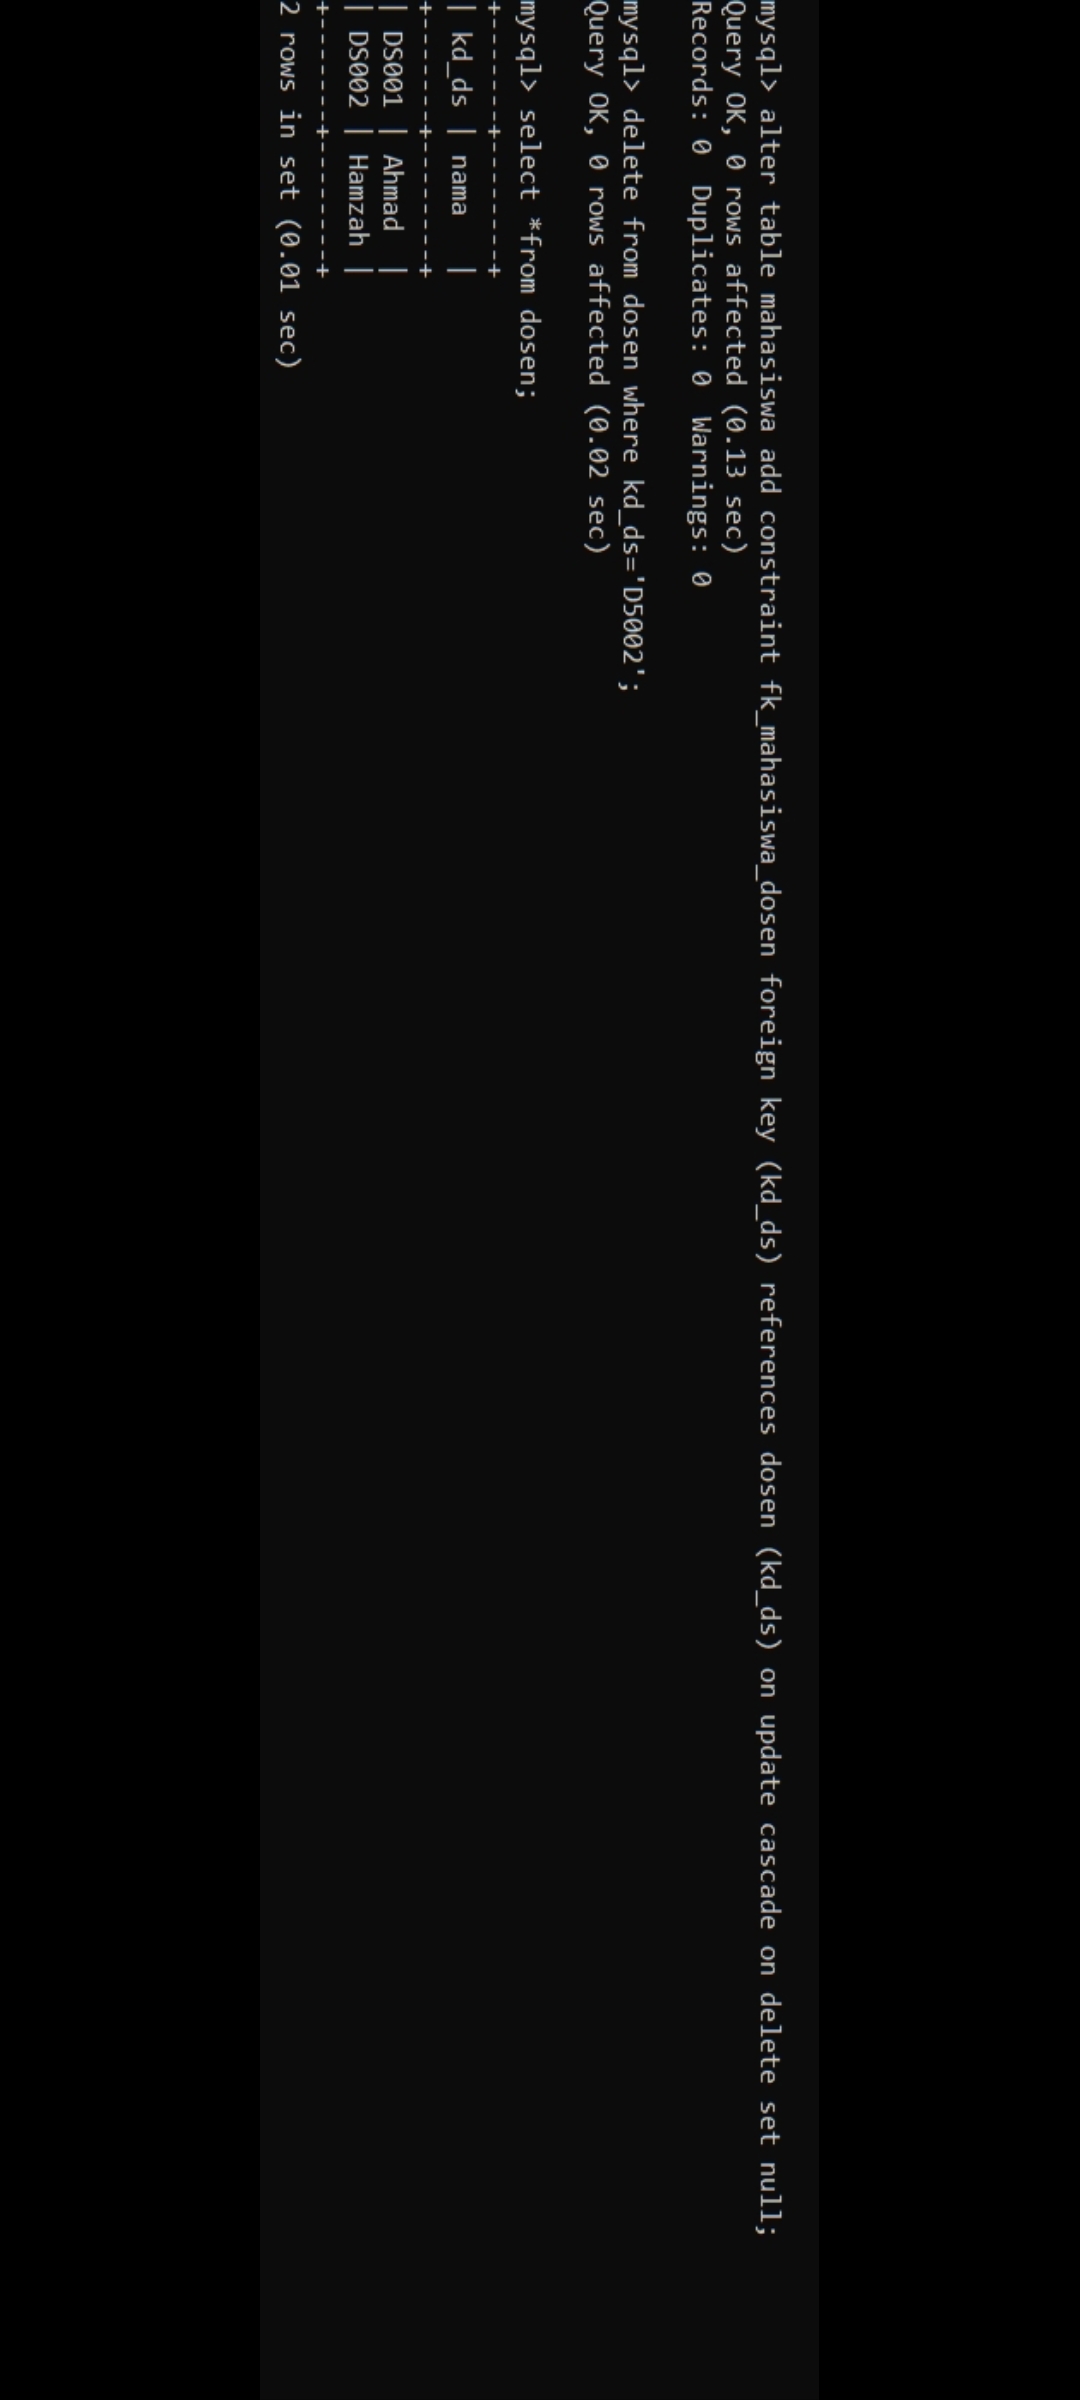 mysql> alter table mahasiswa add constraint fk_mahasiswa_dosen foreign key (kd_ds) references dosen (kd_ds) on update cascade on delete set null;
Query OK, 0 rows affected (0.13 sec)
Records: 0  Duplicates: 0  Warnings: 0
mysql> delete from dosen where kd_ds='D5002';
Query OK, 0 rows affected (0.02 sec)
mysql> select *from dosen;
+-------+--------+
| kd_ds | nama   |
+-------+--------+
| DS001 | Ahmad  |
| DS002 | Hamzah |
+-------+--------+
2 rows in set (0.01 sec)